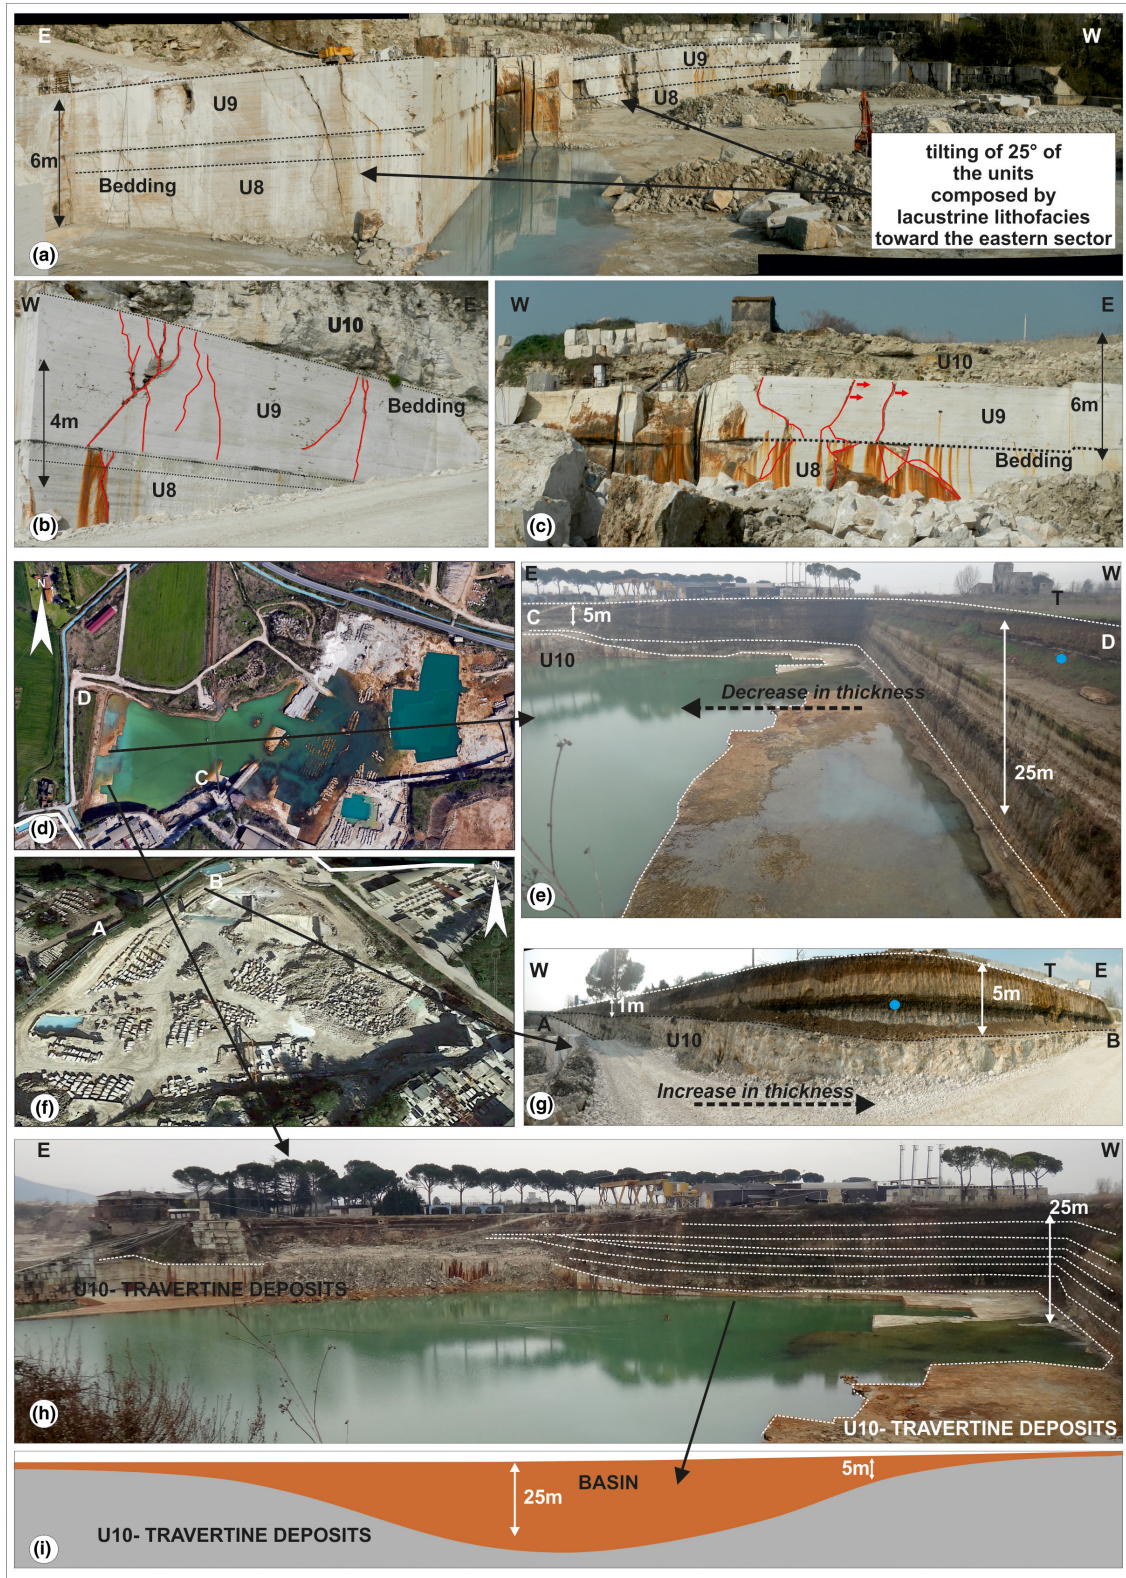 E
W
U9
U9
U8
6m
Bedding
U8
tilting of 25° of
the units
composed by
lacustrine lithofacies
toward the eastern sector
(a)
W
E
U10
4m
U9
Bedding
U8
(b)
W
E
U10
6m
U9
Bedding
U8
(c)
N
D
C
(d)
E
W
T
C
5m
D
U10
Decrease in thickness
25m
(e)
N
B
A
(f)
W
T
E
1m
5m
A
U10
B
Increase in thickness
(g)
E
W
25m
U10- TRAVERTINE DEPOSITS
U10- TRAVERTINE DEPOSITS
(h)
BASIN
5m
25m
U10- TRAVERTINE DEPOSITS
(i)